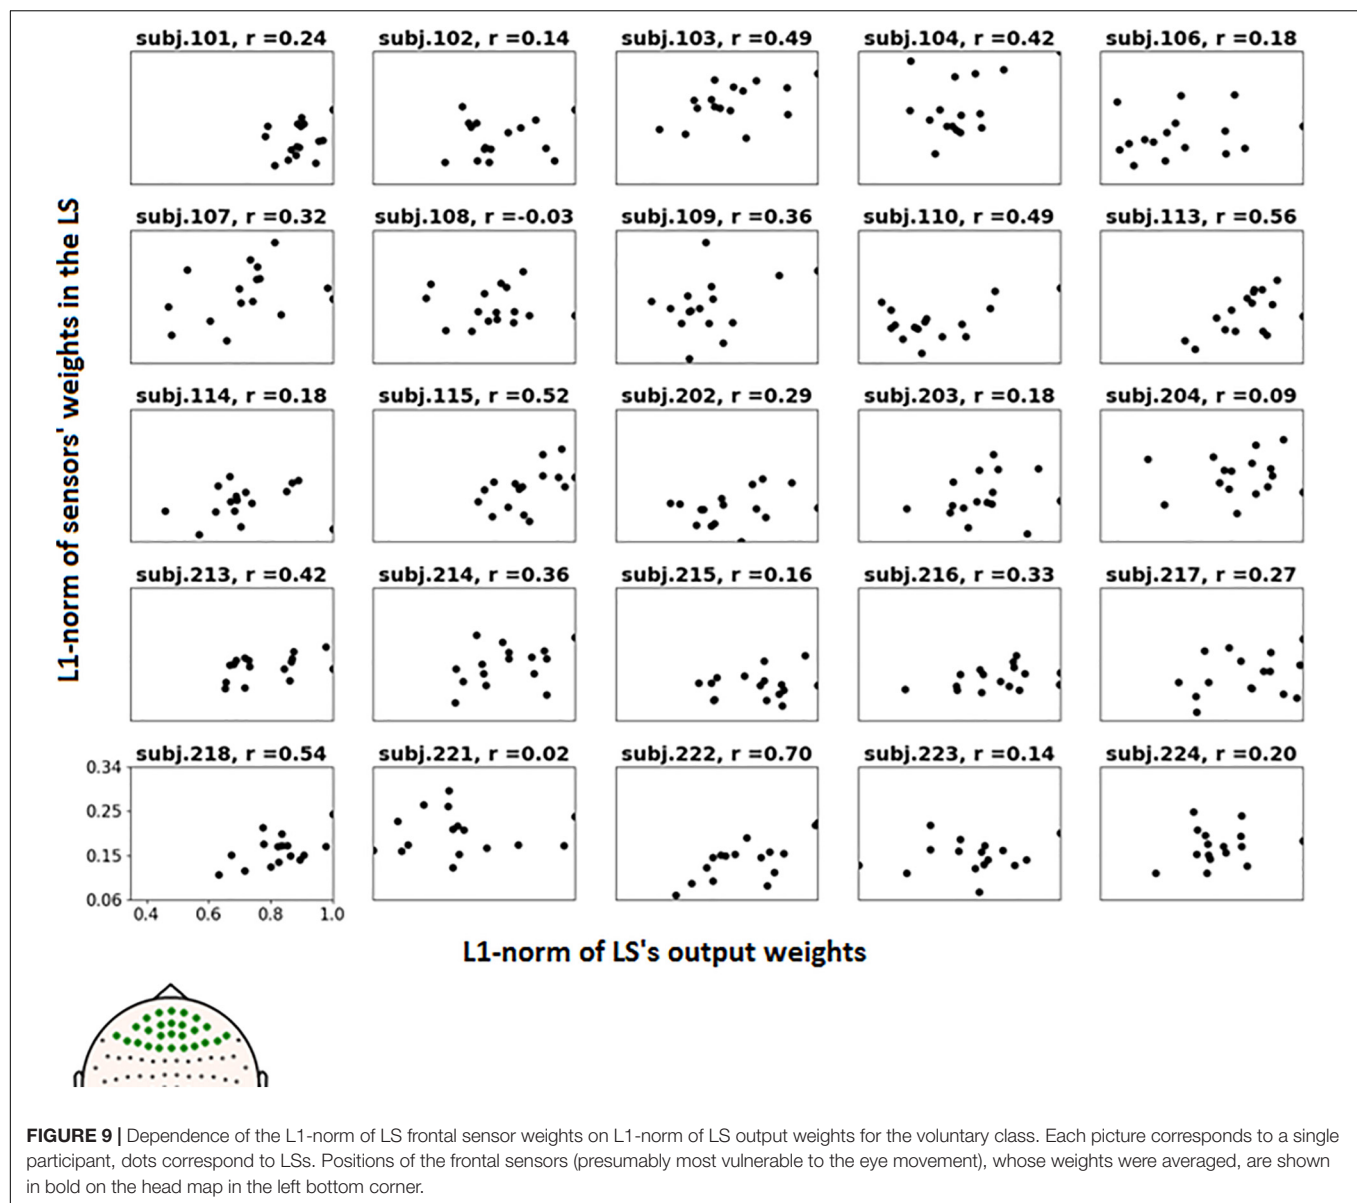 subj.101, r =0.24 subj.102, r =0.14 subj.103, r =0.49 subj.104, r =0.42 subj.106, r =0.18
L1-norm of sensors' weights in the LS
subj.107, r =0.32 subj.108, r =-0.03 subj.109, r =0.36 subj.110, r =0.49 subj.113, r =0.56
subj.114, r =0.18 subj.115, r =0.52 subj.202, r =0.29 subj.203, r =0.18 subj.204, r =0.09
subj.213, r =0.42 subj.214, r =0.36 subj.215, r =0.16 subj.216, r =0.33 subj.217, r =0.27
subj.218, r =0.54 subj.221, r =0.02 subj.222, r =0.70 subj.223, r =0.14 subj.224, r =0.20
0.34
0.25
0.15
0.06
0.4 0.6 0.8 1.0
L1-norm of LS's output weights
FIGURE 9 | Dependence of the L1-norm of LS frontal sensor weights on L1-norm of LS output weights for the voluntary class. Each picture corresponds to a single
participant, dots correspond to LSs. Positions of the frontal sensors (presumably most vulnerable to the eye movement), whose weights were averaged, are shown
in bold on the head map in the left bottom corner.